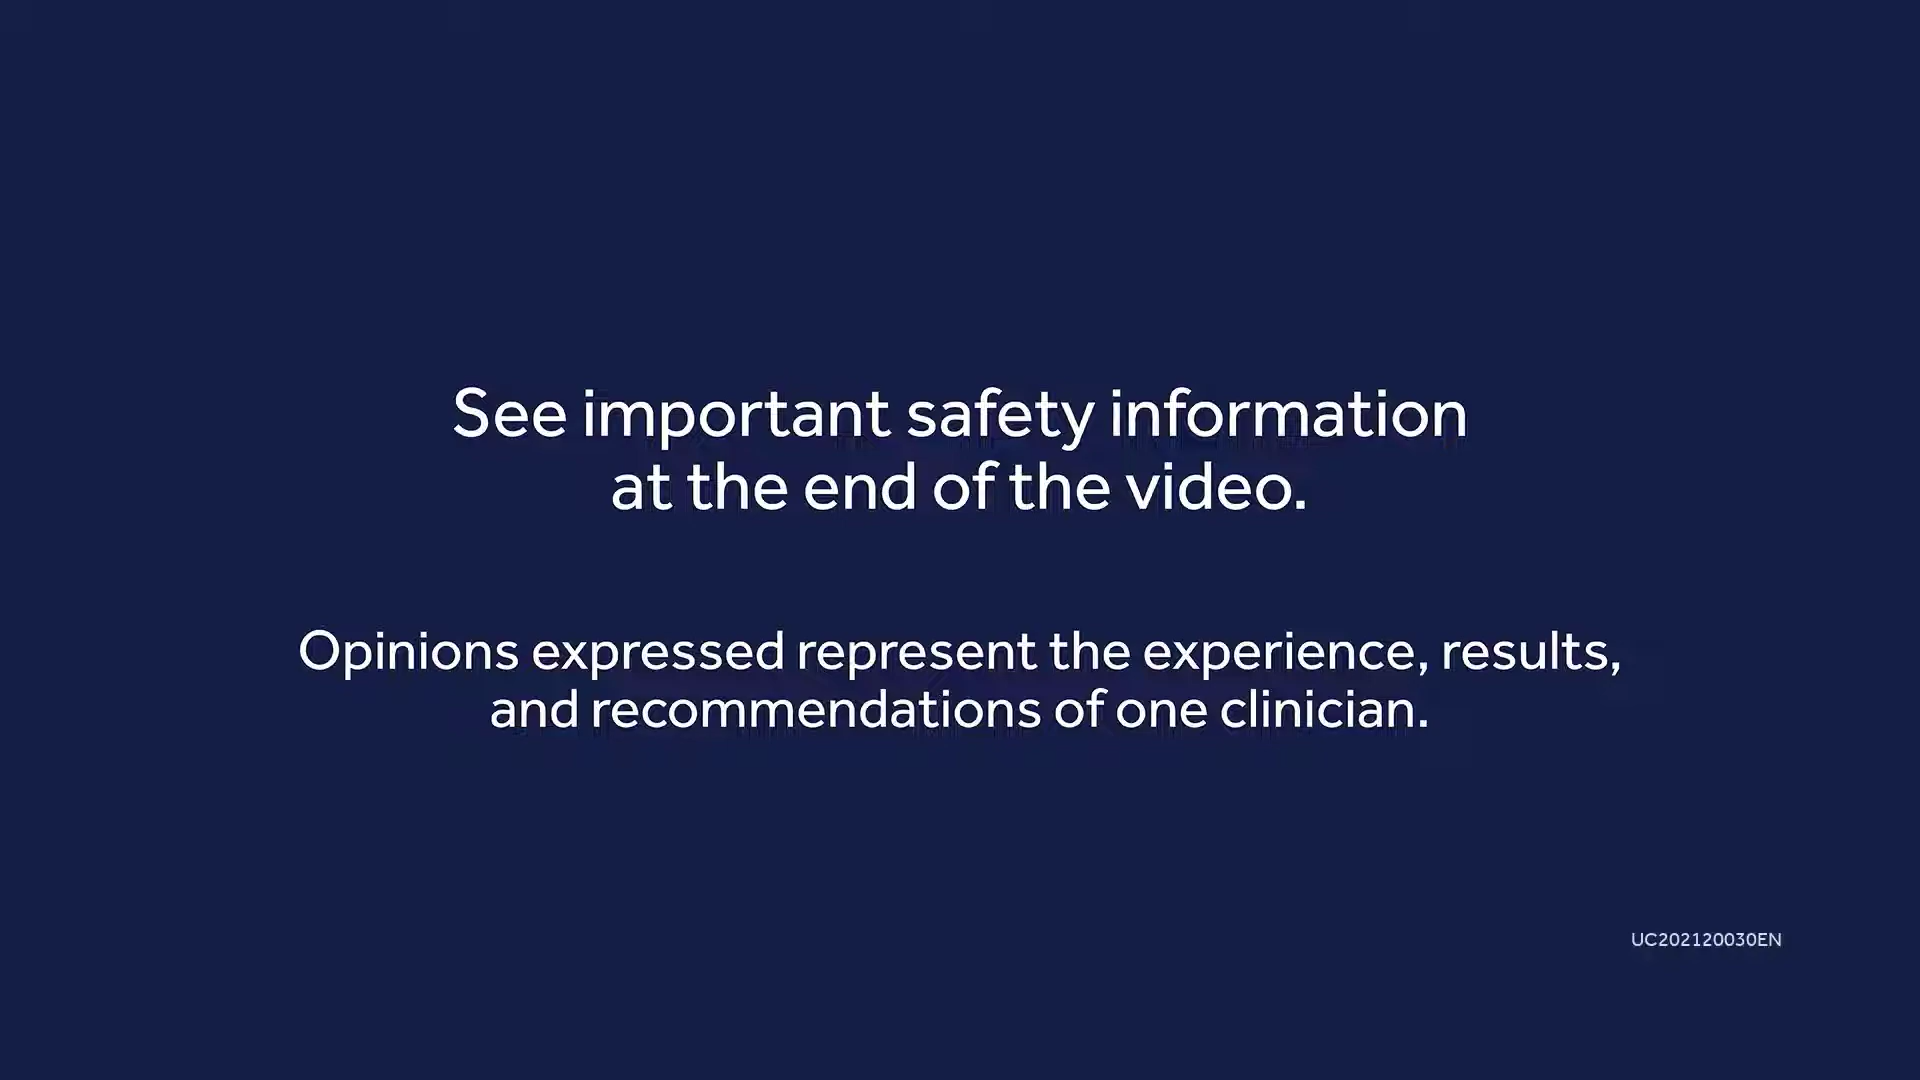 See important safety information
at the end of the video.
Opinions expressed represent the experience, results,
and recommendations of one clinician.
UC202120030EN